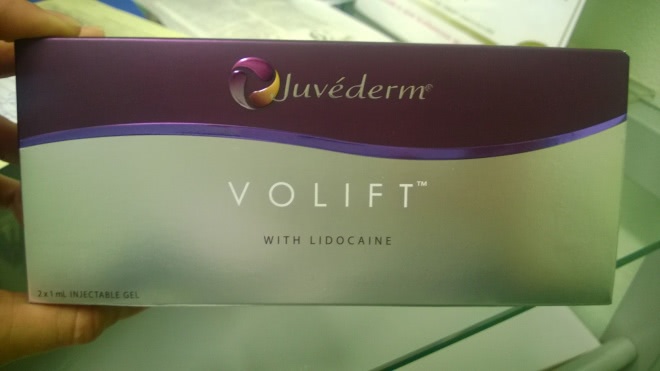 Juvéderm®
VOLIFT™
WITH LIDOCAINE
2 x 1 mL INJECTABLE GEL